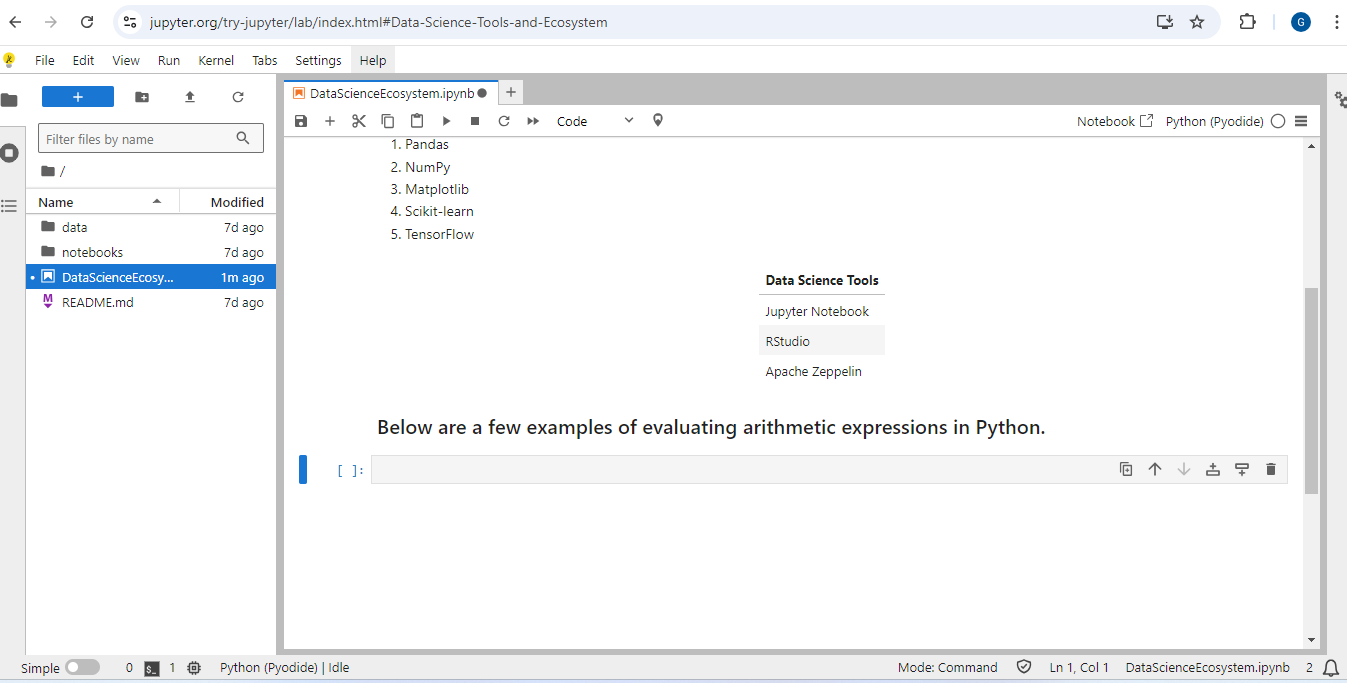 jupyter.org/try-jupyter/lab/index.html#Data-Science-Tools-and-Ecosystem
G
File Edit View Run Kernel Tabs Settings Help
DataScienceEcosystem.ipynb
Code
Notebook Python (Pyodide)
Filter files by name
/
Name Modified
data 7d ago
notebooks 7d ago
DataScienceEcosy... 1m ago
M README.md 7d ago
1. Pandas
2. NumPy
3. Matplotlib
4. Scikit-learn
5. TensorFlow
Data Science Tools
Jupyter Notebook
RStudio
Apache Zeppelin
Below are a few examples of evaluating arithmetic expressions in Python.
[ ]:
Simple 0 $_ 1 Python (Pyodide) | Idle Mode: Command Ln 1, Col 1 DataScienceEcosystem.ipynb 2